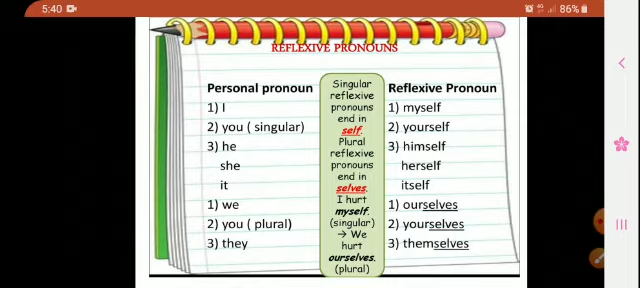 5:40
86%
REFLEXIVE PRONOUNS
Personal pronoun
1) I
2) you ( singular)
3) he
she
it
1) we
2) you ( plural)
3) they
Singular
reflexive
pronouns
end in
self.
Plural
reflexive
pronouns
end in
selves.
I hurt
myself.
(singular)
→ We
hurt
ourselves.
(plural)
Reflexive Pronoun
1) myself
2) yourself
3) himself
herself
itself
1) ourselves
2) yourselves
3) themselves